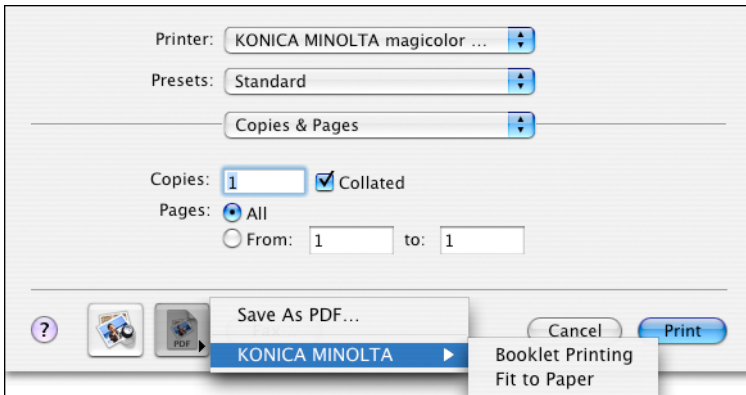 Printer: KONICA MINOLTA magicolor ...
Presets: Standard
Copies & Pages
Copies: 1 Collated
Pages: All
From: 1 to: 1
Save As PDF...
? PDF Cancel Print
KONICA MINOLTA
Booklet Printing
Fit to Paper